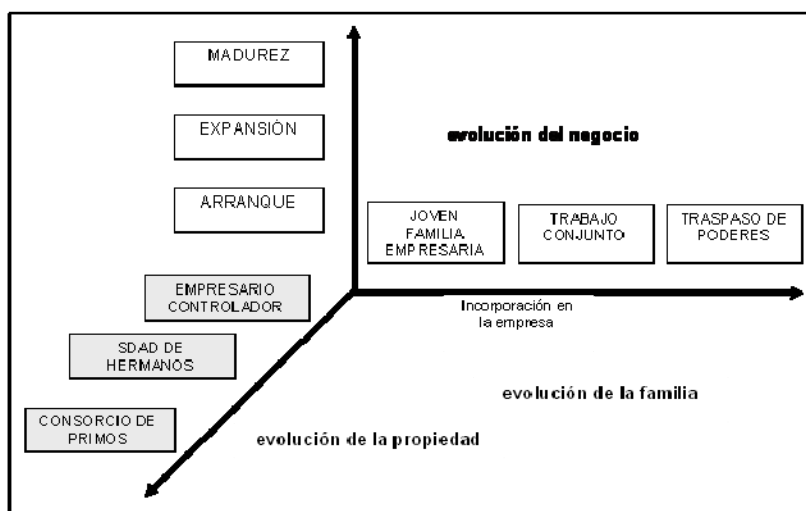 MADUREZ
EXPANSIÓN
evolución del negocio
ARRANQUE
JOVEN
FAMILIA
EMPRESARIA
TRABAJO
CONJUNTO
TRASPASO DE
PODERES
EMPRESARIO
CONTROLADOR
Incorporación en
la empresa
SDAD DE
HERMANOS
evolución de la familia
CONSORCIO DE
PRIMOS
evolución de la propiedad